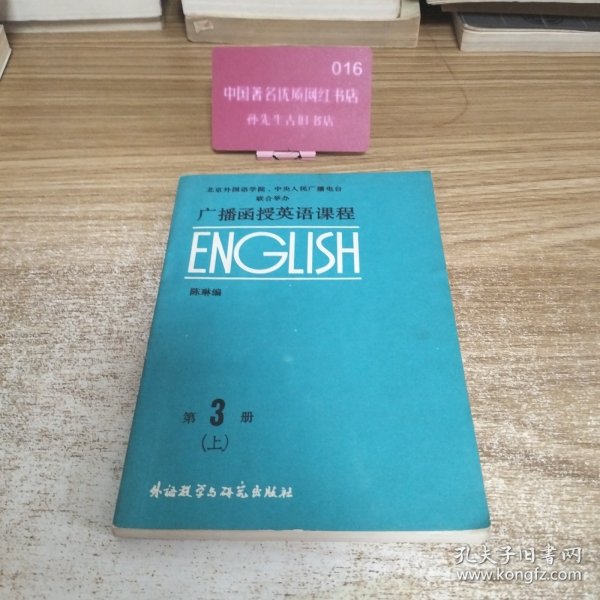 016
中国著名优质网红书店
孙先生古旧书店
北京外国语学院、中央人民广播电台
联合举办
广播函授英语课程
ENGLISH
陈琳编
第3册
(上)
外语教学与研究出版社
孔夫子旧书网
www.kongfz.com